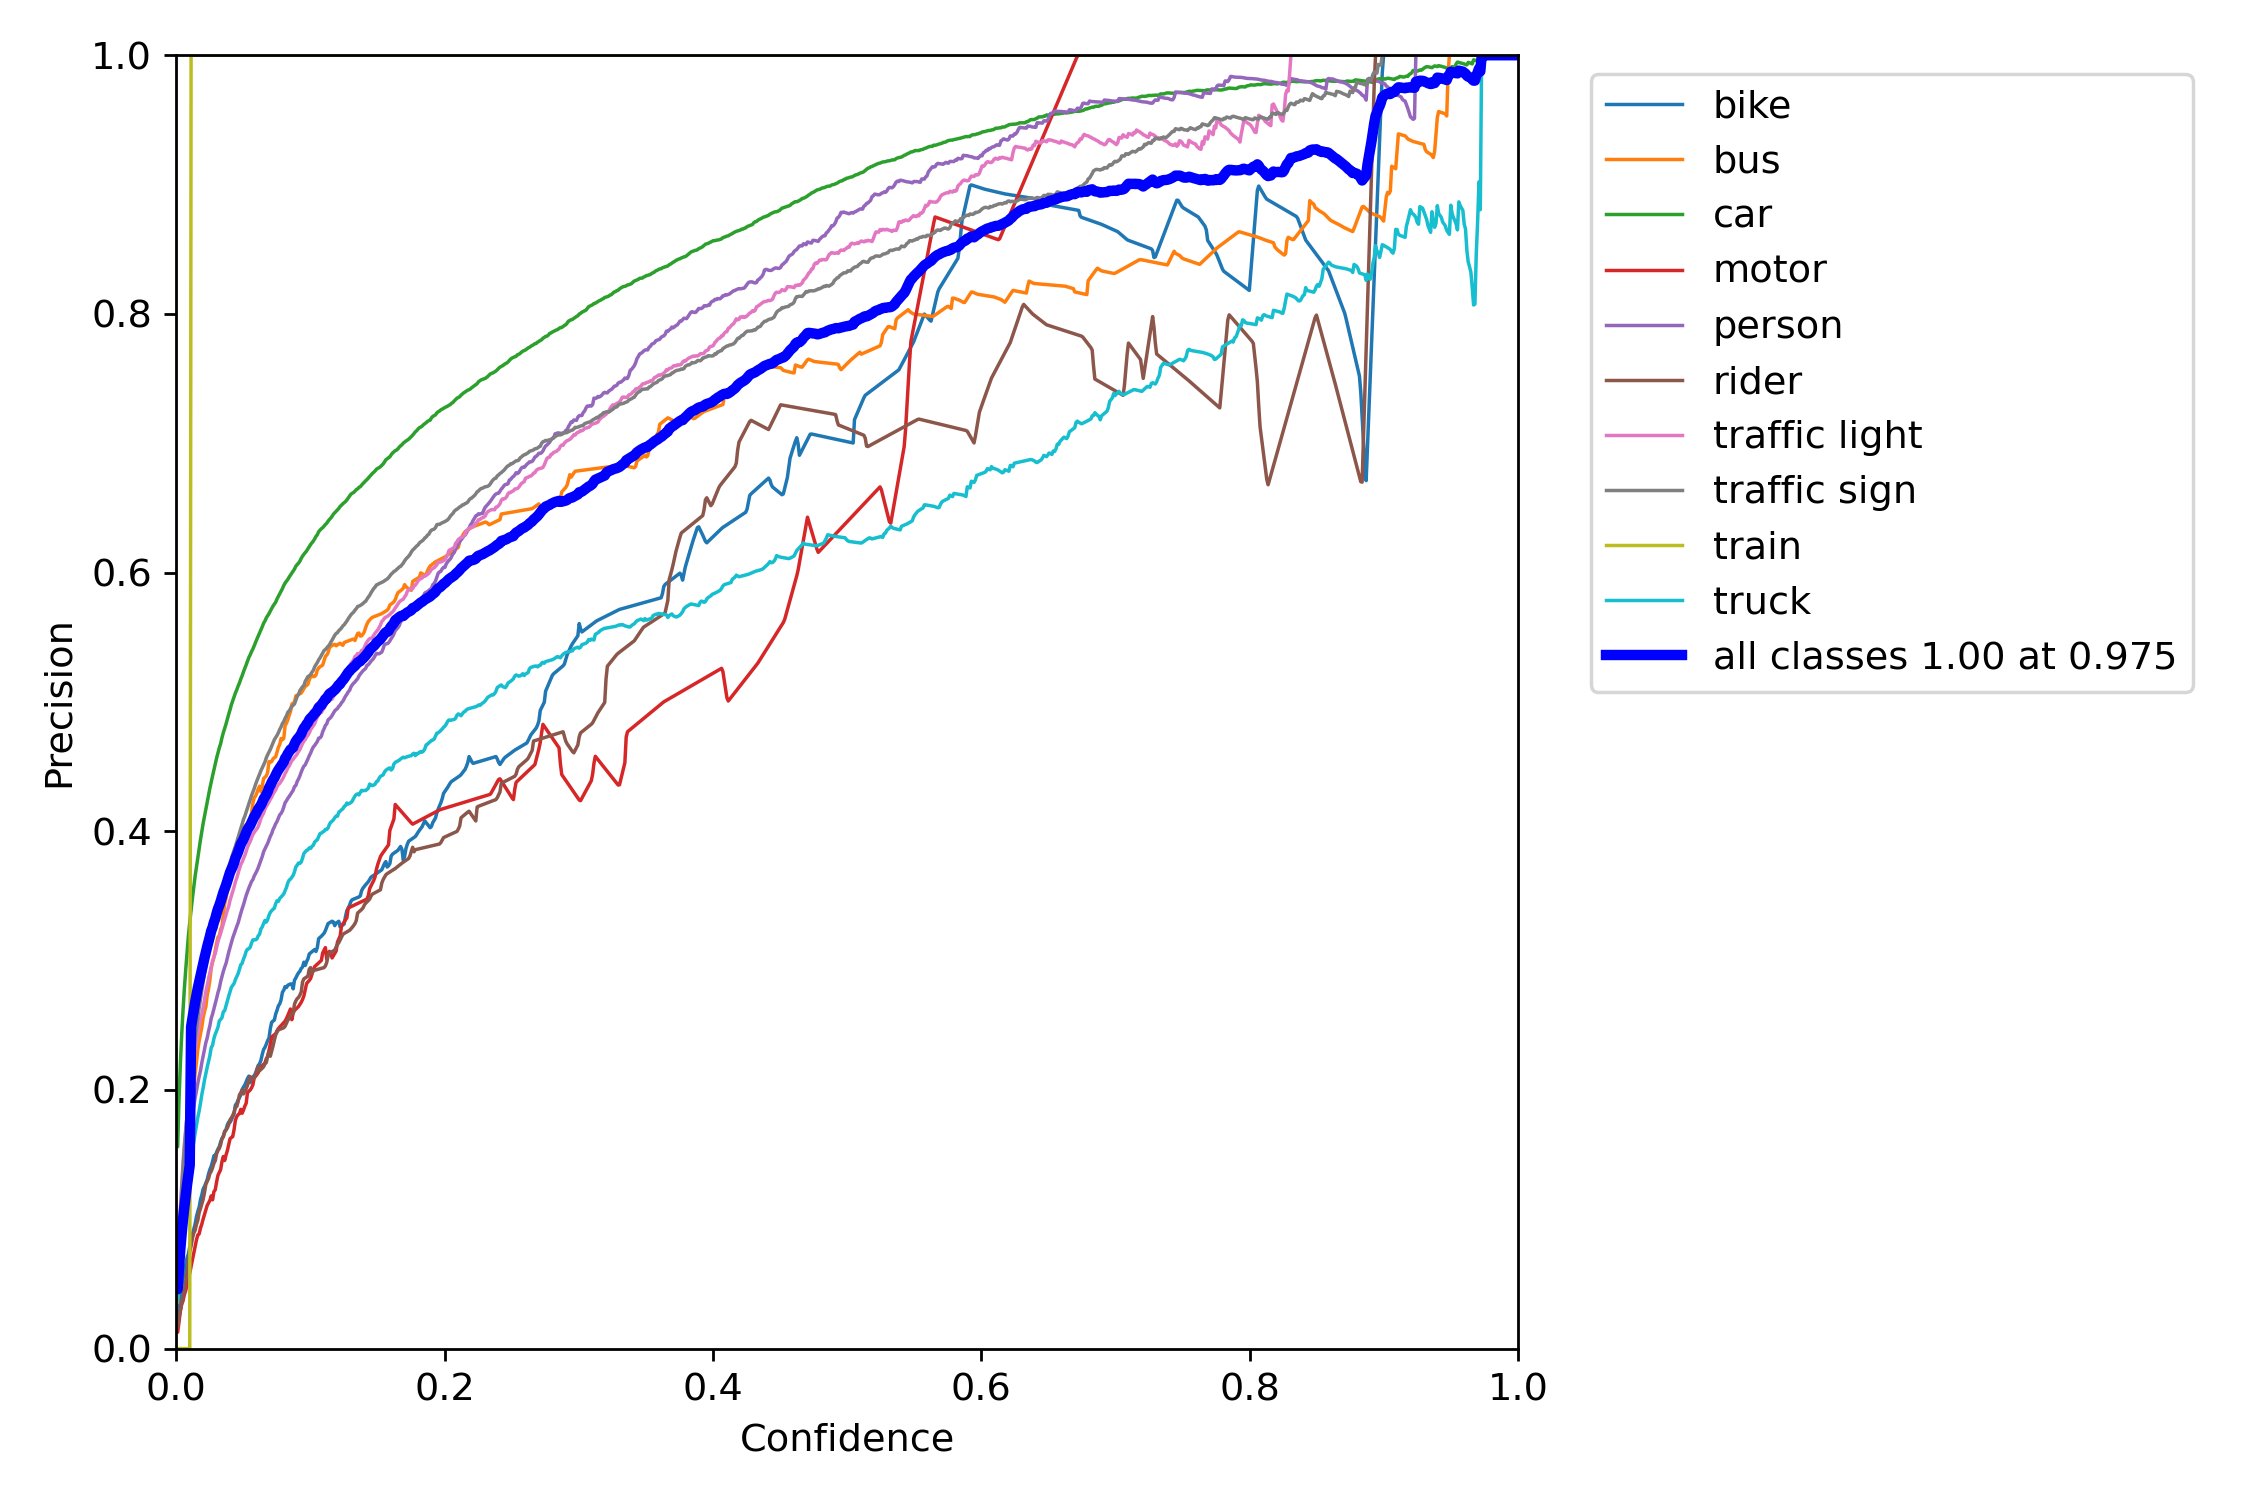 Precision
1.0
0.8
0.6
0.4
0.2
0.0
0.0 0.2 0.4 0.6 0.8 1.0
Confidence
bike
bus
car
motor
person
rider
traffic light
traffic sign
train
truck
all classes 1.00 at 0.975